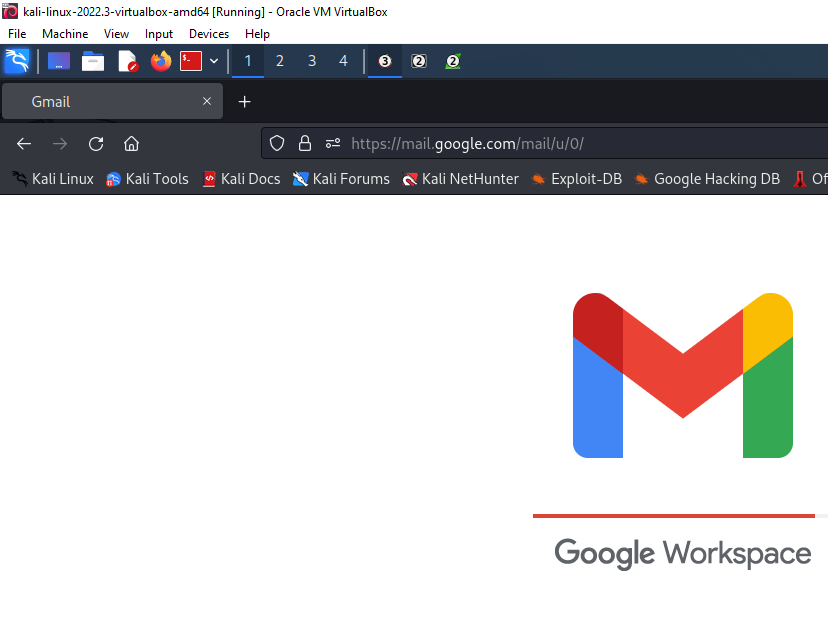 kali-linux-2022.3-virtualbox-amd64 [Running] - Oracle VM VirtualBox
File Machine View Input Devices Help
1 2 3 4 3 2 2
Gmail
https://mail.google.com/mail/u/0/
Kali Linux Kali Tools Kali Docs Kali Forums Kali NetHunter Exploit-DB Google Hacking DB Of
Google Workspace